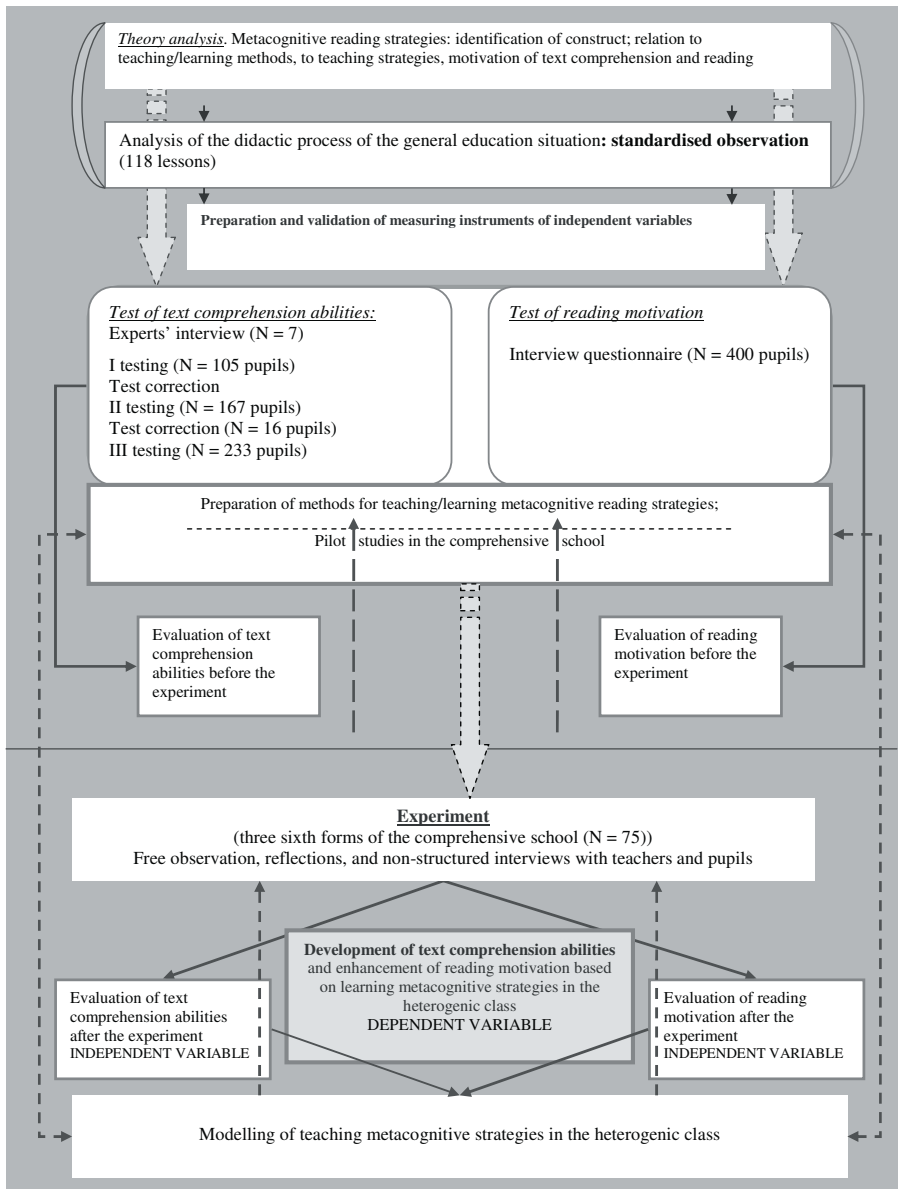 Theory analysis. Metacognitive reading strategies: identification of construct; relation to
teaching/learning methods, to teaching strategies, motivation of text comprehension and reading
Analysis of the didactic process of the general education situation: standardised observation
(118 lessons)
Preparation and validation of measuring instruments of independent variables
Test of text comprehension abilities:
Experts’ interview (N = 7)
I testing (N = 105 pupils)
Test correction
II testing (N = 167 pupils)
Test correction (N = 16 pupils)
III testing (N = 233 pupils)
Test of reading motivation
Interview questionnaire (N = 400 pupils)
Preparation of methods for teaching/learning metacognitive reading strategies;
Pilot studies in the comprehensive school
Evaluation of text
comprehension
abilities before the
experiment
Evaluation of reading
motivation before the
experiment
Experiment
(three sixth forms of the comprehensive school (N = 75))
Free observation, reflections, and non-structured interviews with teachers and pupils
Development of text comprehension abilities
and enhancement of reading motivation based
on learning metacognitive strategies in the
heterogenic class
DEPENDENT VARIABLE
Evaluation of text
comprehension abilities
after the experiment
INDEPENDENT VARIABLE
Evaluation of reading
motivation after the
experiment
INDEPENDENT VARIABLE
Modelling of teaching metacognitive strategies in the heterogenic class